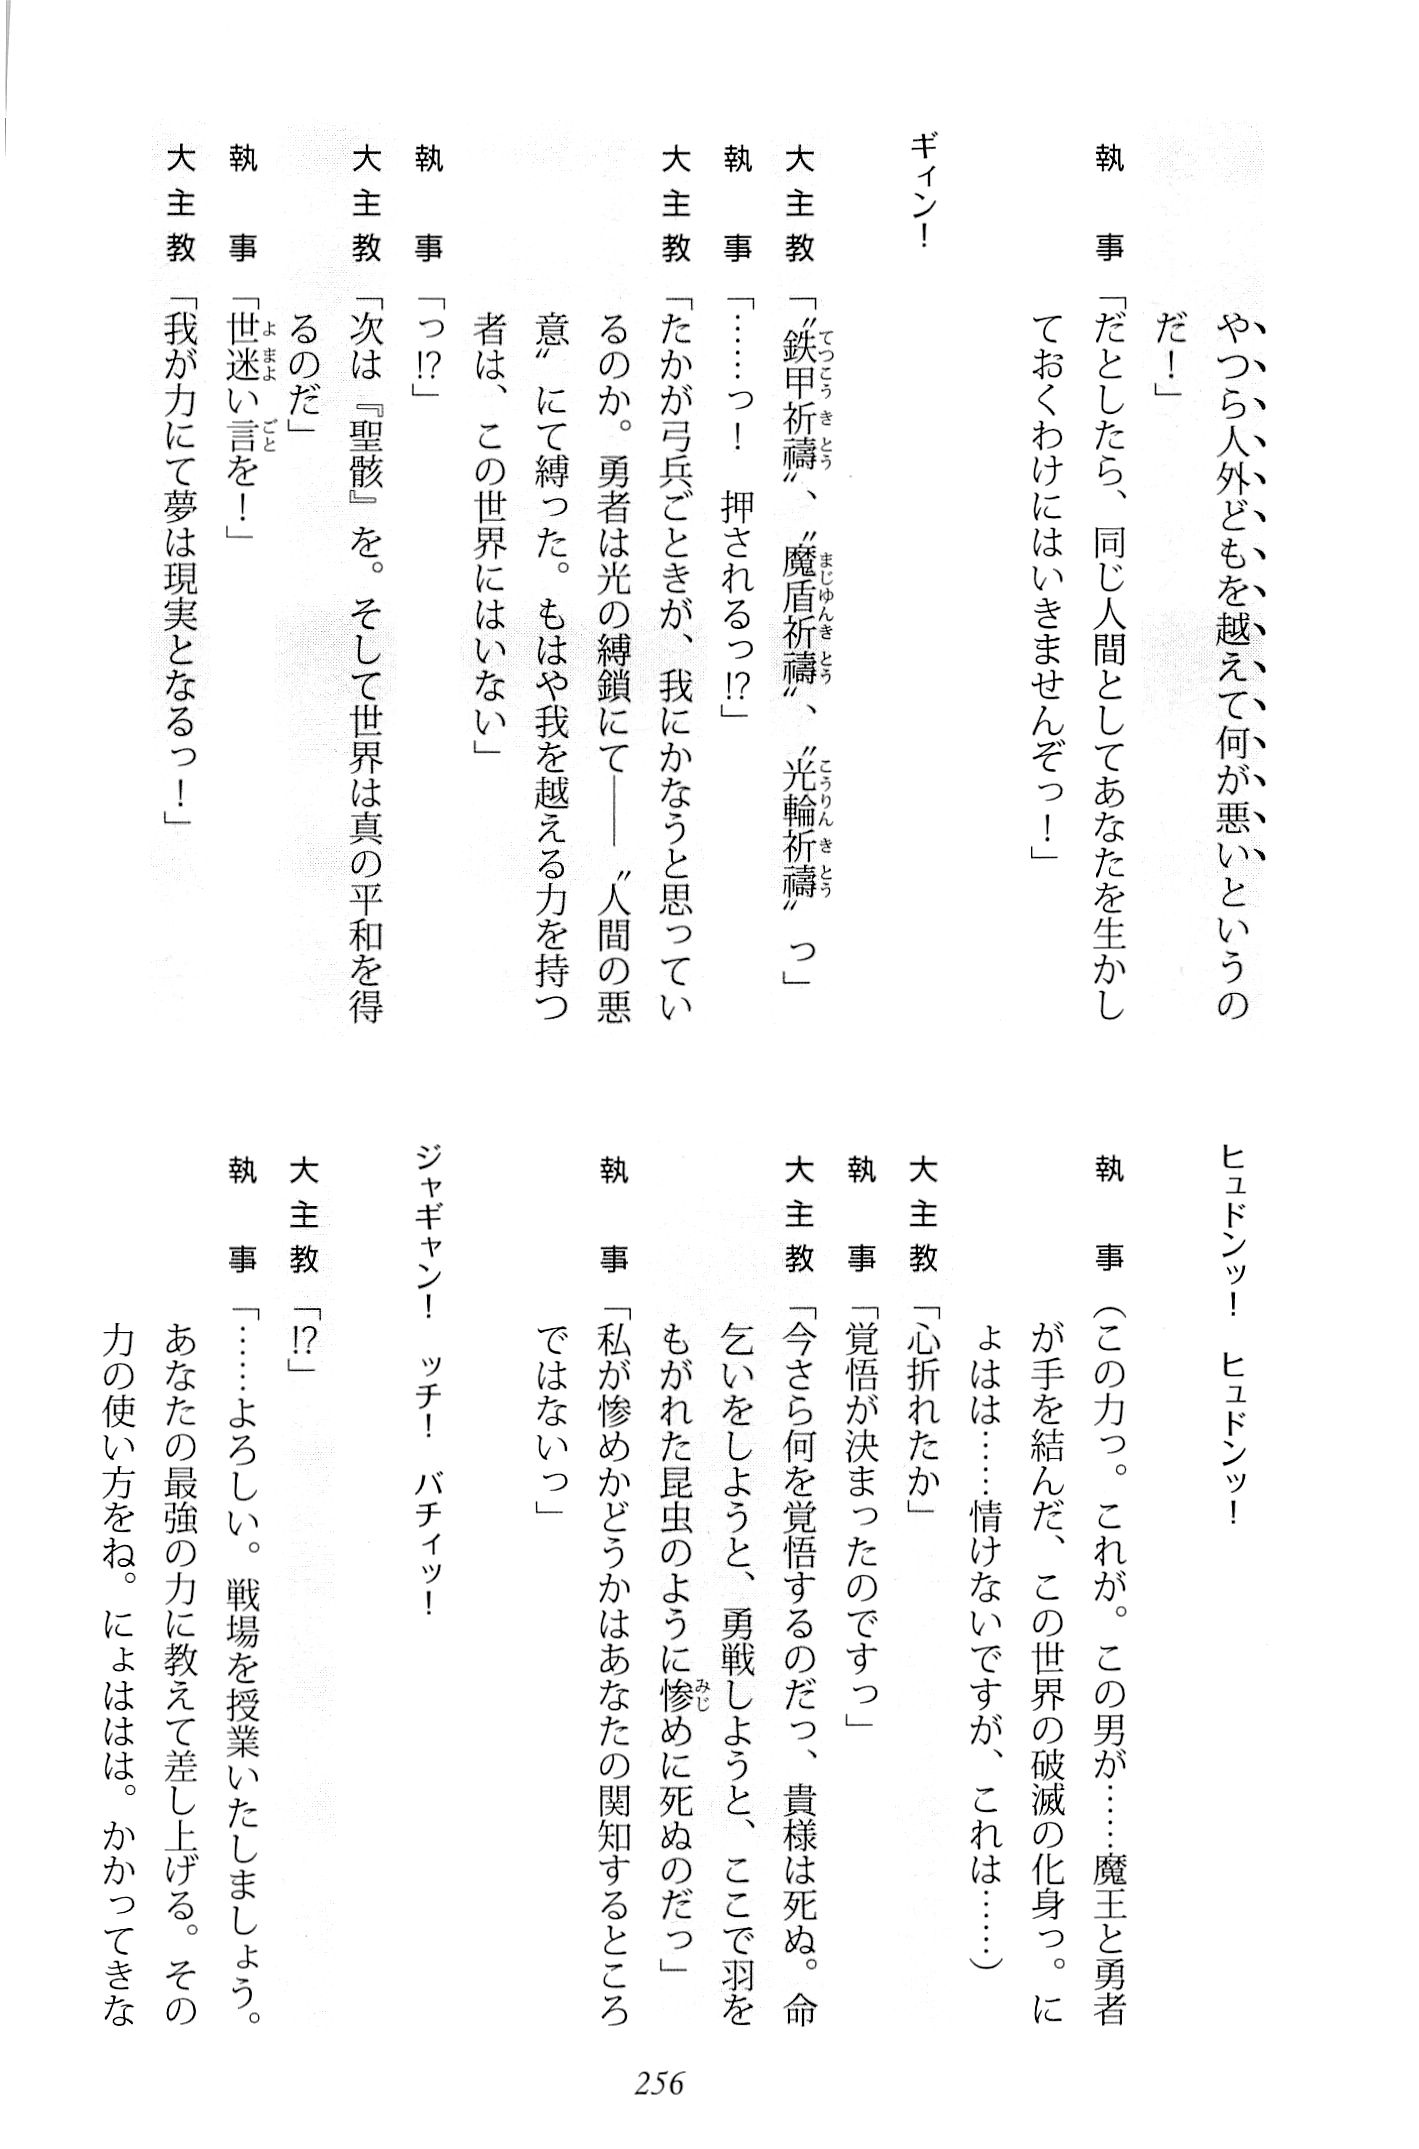 やつら人外どもを越えて何が悪いというの
だ！」
執事「だとしたら、同じ人間としてあなたを生かし
ておくわけにはいきませんぞっ！」
ギィン！
大主教「〝鉄甲祈禱〟、〝魔盾祈禱〟、〝光輪祈禱〟っ」
執事「……っ！　押されるっ!?」
大主教「たかが弓兵ごときが、我にかなうと思ってい
るのか。勇者は光の縛鎖にて――〝人間の悪
意〟にて縛った。もはや我を越える力を持つ
者は、この世界にはいない」
執事「っ!?」
大主教「次は『聖骸』を。そして世界は真の平和を得
るのだ」
執事「世迷い言を！」
大主教「我が力にて夢は現実となるっ！」
ヒュドンッ！　ヒュドンッ！
執事（この力っ。これが。この男が……魔王と勇者
が手を結んだ、この世界の破滅の化身っ。に
ょはは……情けないですが、これは……）
大主教「心折れたか」
執事「覚悟が決まったのですっ」
大主教「今さら何を覚悟するのだっ、貴様は死ぬ。命
乞いをしようと、勇戦しようと、ここで羽を
もがれた昆虫のように惨めに死ぬのだっ」
執事「私が惨めかどうかはあなたの関知するところ
ではないっ」
ジャギャン！　ッチ！　バチィッ！
大主教「!?」
執事「……よろしい。戦場を授業いたしましょう。
あなたの最強の力に教えて差し上げる。その
力の使い方をね。にょははは。かかってきな
256